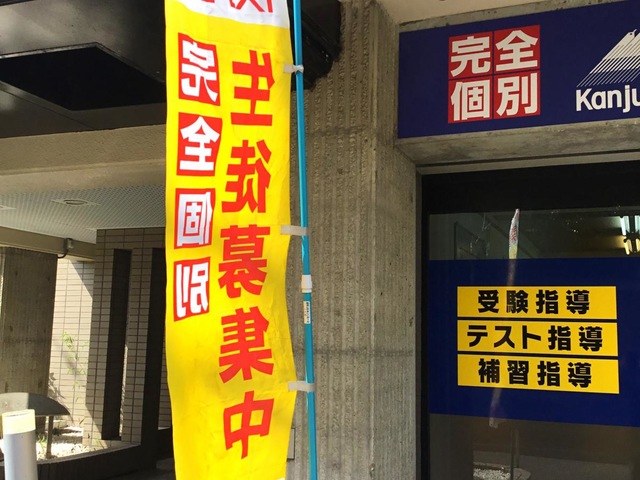 生徒募集中
完全個別
完全
個別
Kanju
受験指導
テスト指導
補習指導